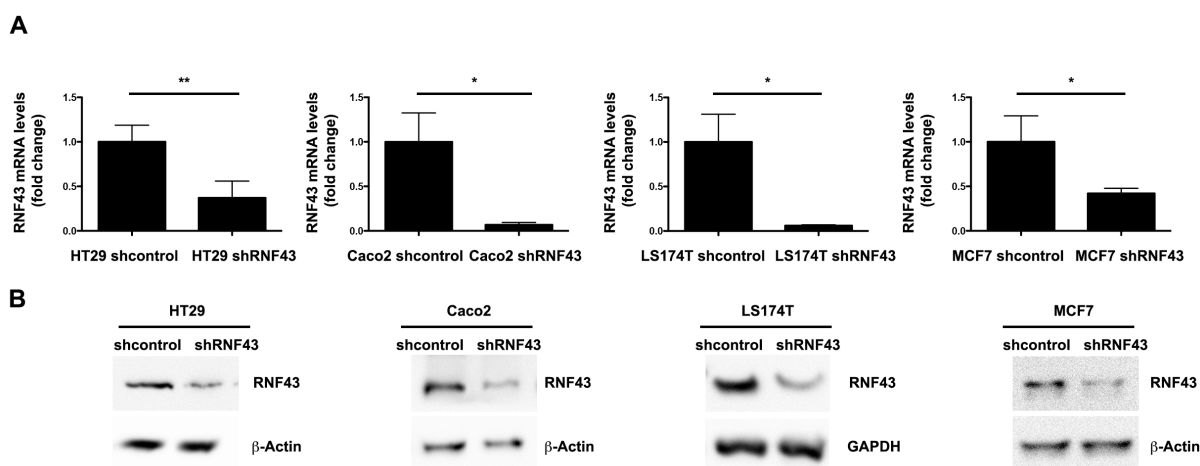 A
RNF43 mRNA levels
(fold change)
1.5
1.0
0.5
0.0
**
HT29 shcontrol HT29 shRNF43
RNF43 mRNA levels
(fold change)
1.5
1.0
0.5
0.0
*
Caco2 shcontrol Caco2 shRNF43
RNF43 mRNA levels
(fold change)
1.5
1.0
0.5
0.0
*
LS174T shcontrol LS174T shRNF43
RNF43 mRNA levels
(fold change)
1.5
1.0
0.5
0.0
*
MCF7 shcontrol MCF7 shRNF43
B
HT29
shcontrol shRNF43
RNF43
β-Actin
Caco2
shcontrol shRNF43
RNF43
β-Actin
LS174T
shcontrol shRNF43
RNF43
GAPDH
MCF7
shcontrol shRNF43
RNF43
β-Actin